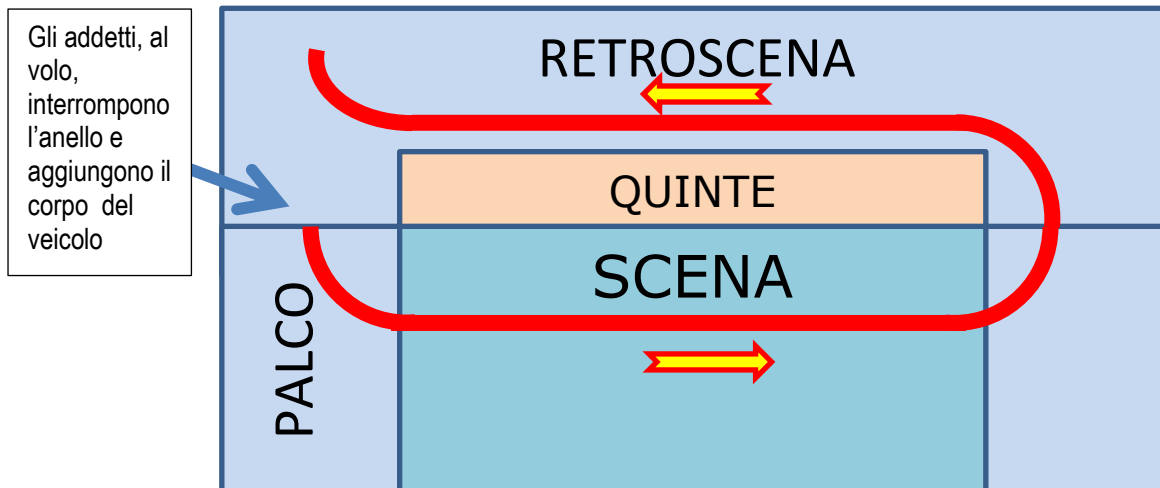 Gli addetti, al
volo,
interrompono
l'anello e
aggiungono il
corpo del
veicolo
RETROSCENA
QUINTE
SCENA
PALCO